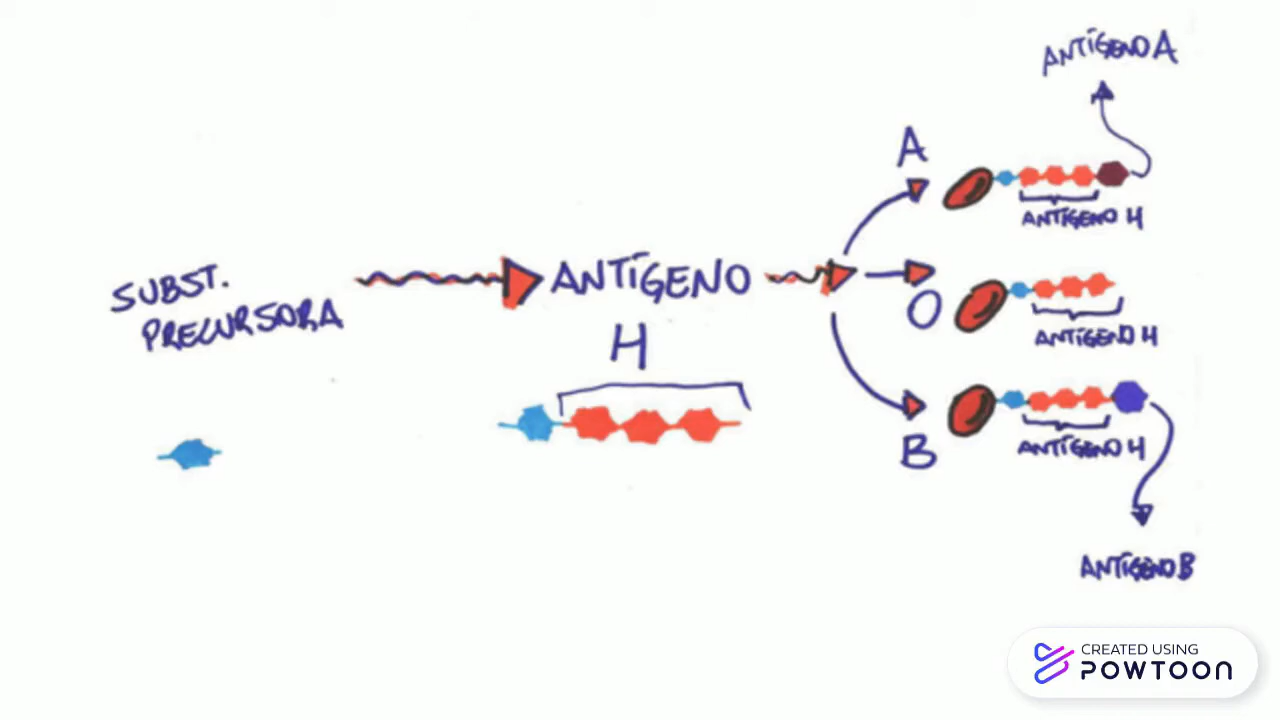 ANTÍGENO A
A
ANTÍGENO H
SUBST.
PRECURSORA
ANTÍGENO
H
O
ANTÍGENO H
B
ANTÍGENO H
ANTÍGENO B
CREATED USING
POWTOON